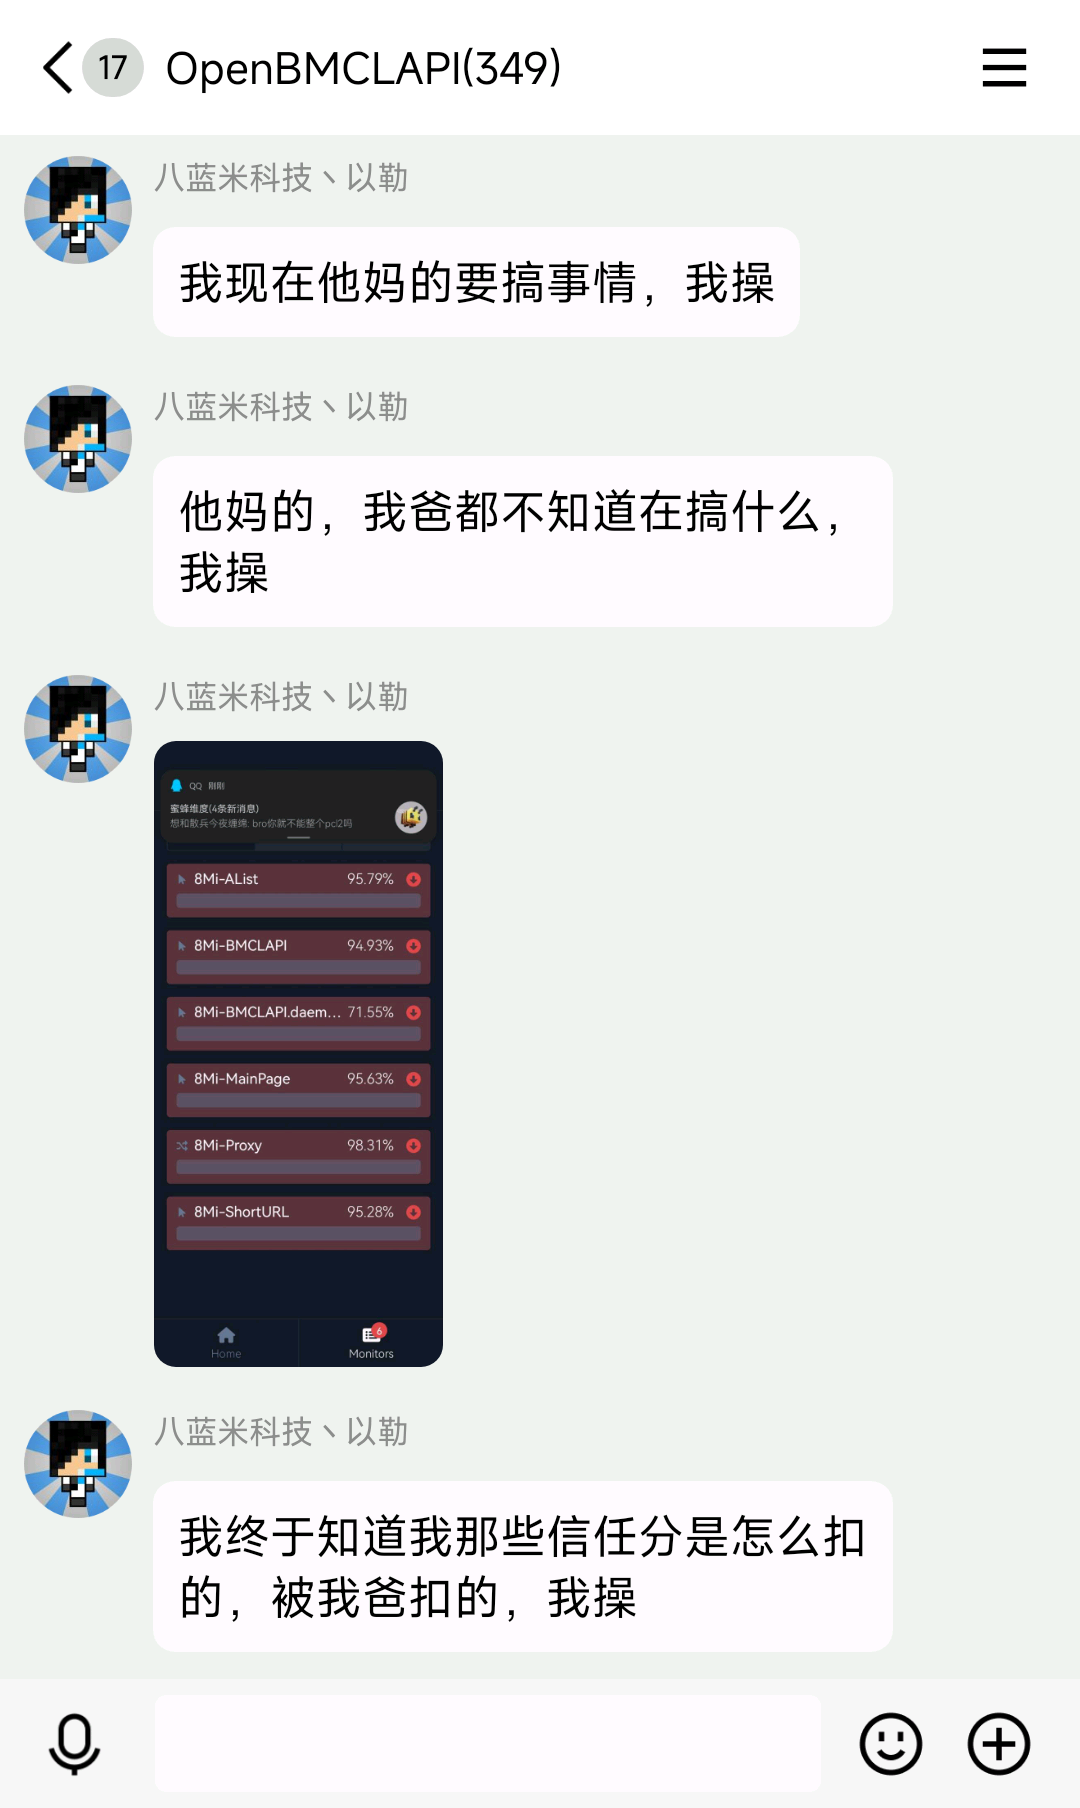 17
OpenBMCLAPI(349)
八蓝米科技丶以勒
我现在他妈的要搞事情，我操
八蓝米科技丶以勒
他妈的，我爸都不知道在搞什么，
我操
八蓝米科技丶以勒
QQ 刚刚
蜜蜂维度(4条新消息)
想和散兵今夜缠绵: bro你就不能整个pcl2吗
8Mi-AList 95.79%
8Mi-BMCLAPI 94.93%
8Mi-BMCLAPI.daem... 71.55%
8Mi-MainPage 95.63%
8Mi-Proxy 98.31%
8Mi-ShortURL 95.28%
6
Home Monitors
八蓝米科技丶以勒
我终于知道我那些信任分是怎么扣
的，被我爸扣的，我操